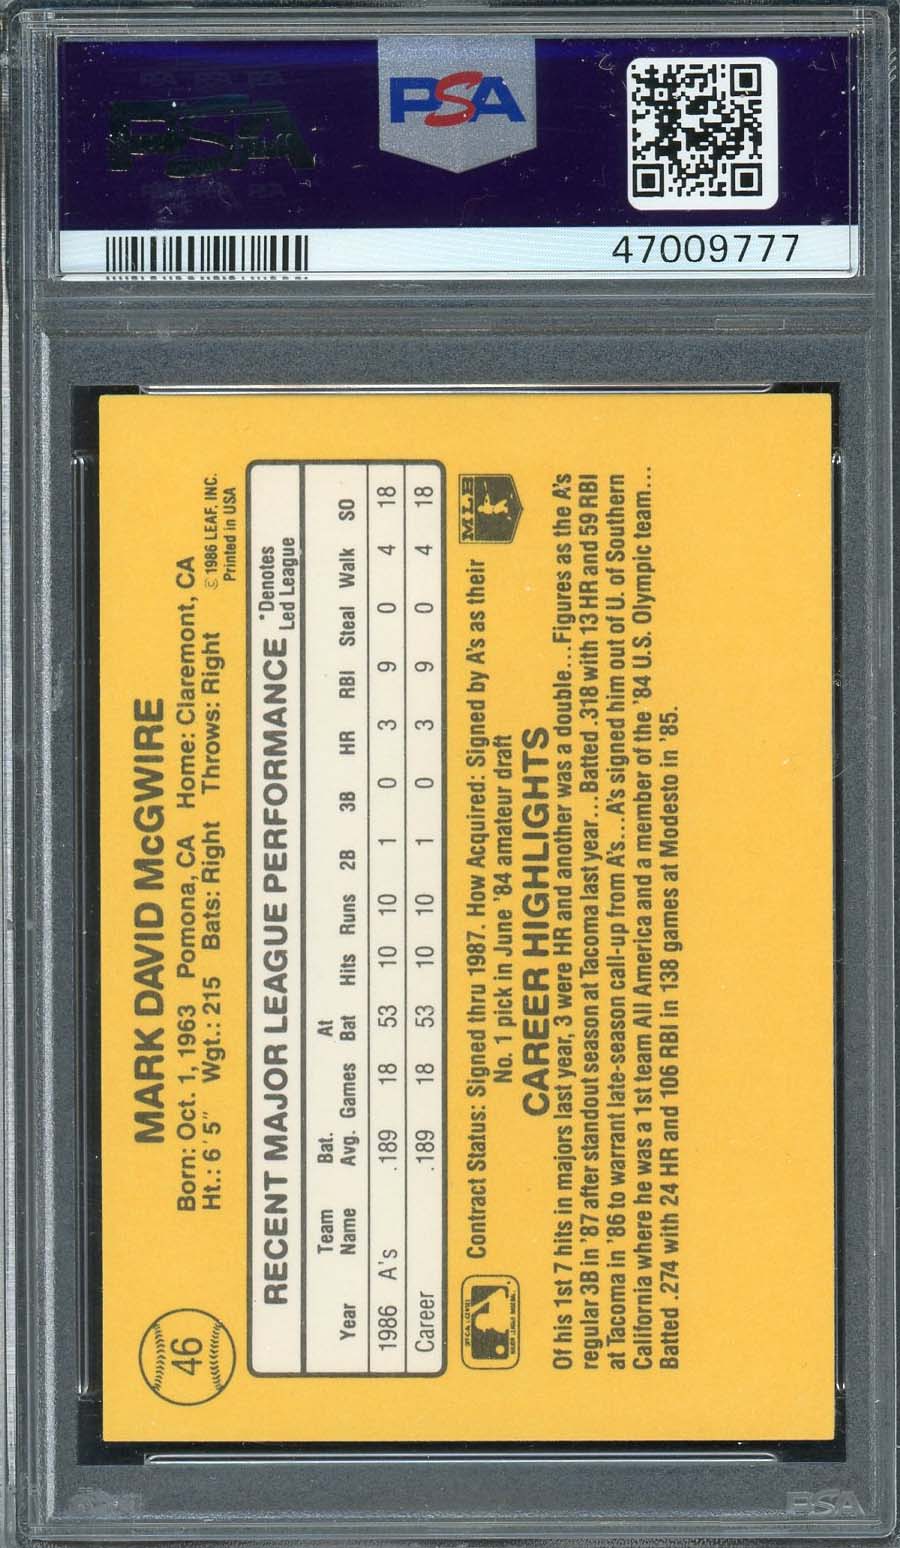 PSA
PSA
47009777
46
MARK DAVID McGWIRE
Born: Oct. 1, 1963 Pomona, CA Home: Claremont, CA
Ht.: 6'5" Wgt.: 215 Bats: Right Throws: Right
© 1986 LEAF, INC.
Printed in USA
RECENT MAJOR LEAGUE PERFORMANCE
*Denotes
Led League
Year Team Name Bat. Avg. Games At Bat Hits Runs 2B 3B HR RBI Steal Walk SO
1986 A's .189 18 53 10 10 1 0 3 9 0 4 18
Career .189 18 53 10 10 1 0 3 9 0 4 18
Contract Status: Signed thru 1987. How Acquired: Signed by A's as their
No. 1 pick in June '84 amateur draft
MLB
CAREER HIGHLIGHTS
Of his 1st 7 hits in majors last year, 3 were HR and another was a double...Figures as the A's
regular 3B in '87 after standout season at Tacoma last year...Batted .318 with 13 HR and 59 RBI
at Tacoma in '86 to warrant late-season call-up from A's...A's signed him out of U. of Southern
California where he was a 1st team All America and a member of the '84 U.S. Olympic team...
Batted .274 with 24 HR and 106 RBI in 138 games at Modesto in '85.
PSA